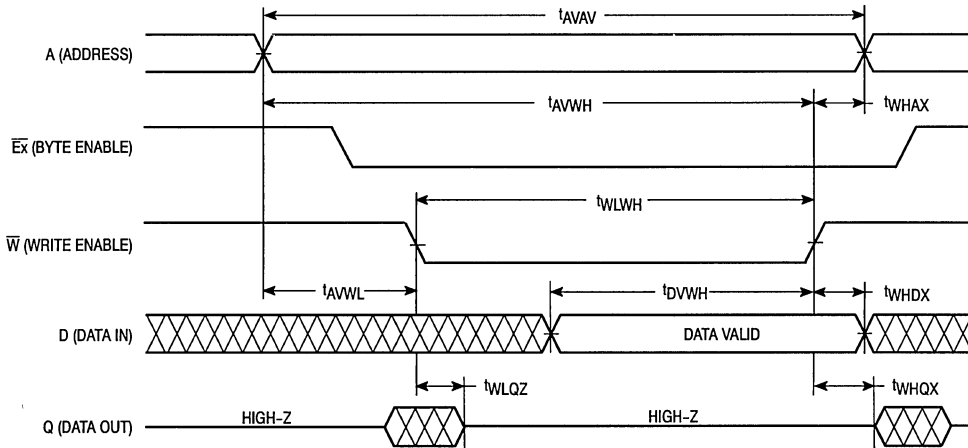 tAVAV
A (ADDRESS)
tAVWH
tWHAX
Ex (BYTE ENABLE)
tWLWH
W (WRITE ENABLE)
tAVWL
tDVWH
tWHDX
D (DATA IN)
DATA VALID
tWLQZ
tWHQX
Q (DATA OUT)
HIGH–Z
HIGH–Z